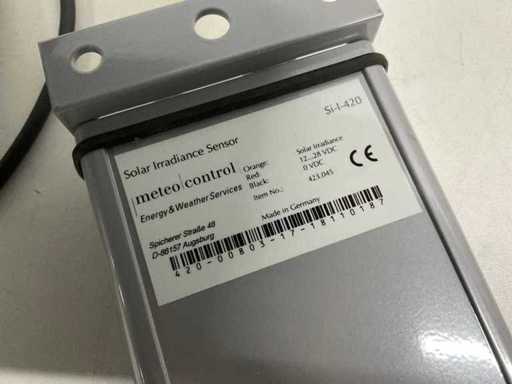 Si-I-420
Solar Irradiance Sensor
meteo control
Energy & Weather Services
Spicherer Straße 48
D-86157 Augsburg
Orange: Solar Irradiance
Red: 12...28 VDC
Black: 0 VDC
Item No.: 423.045
CE
Made in Germany
420-00803-17-18110187